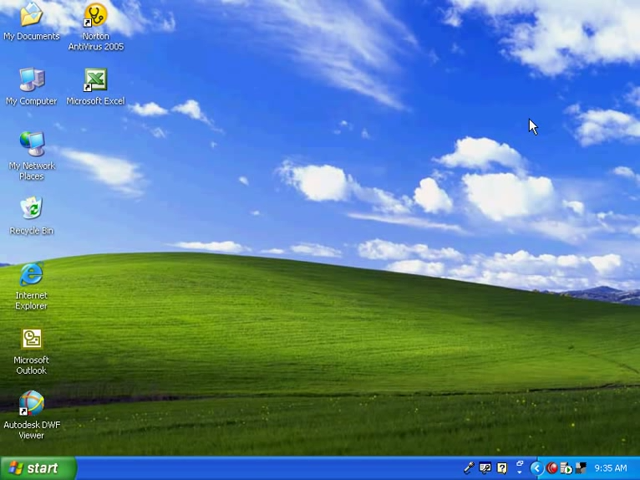 My Documents
Norton
AntiVirus 2005
My Computer
Microsoft Excel
My Network
Places
Recycle Bin
Internet
Explorer
Microsoft
Outlook
Autodesk DWF
Viewer
start
9:35 AM